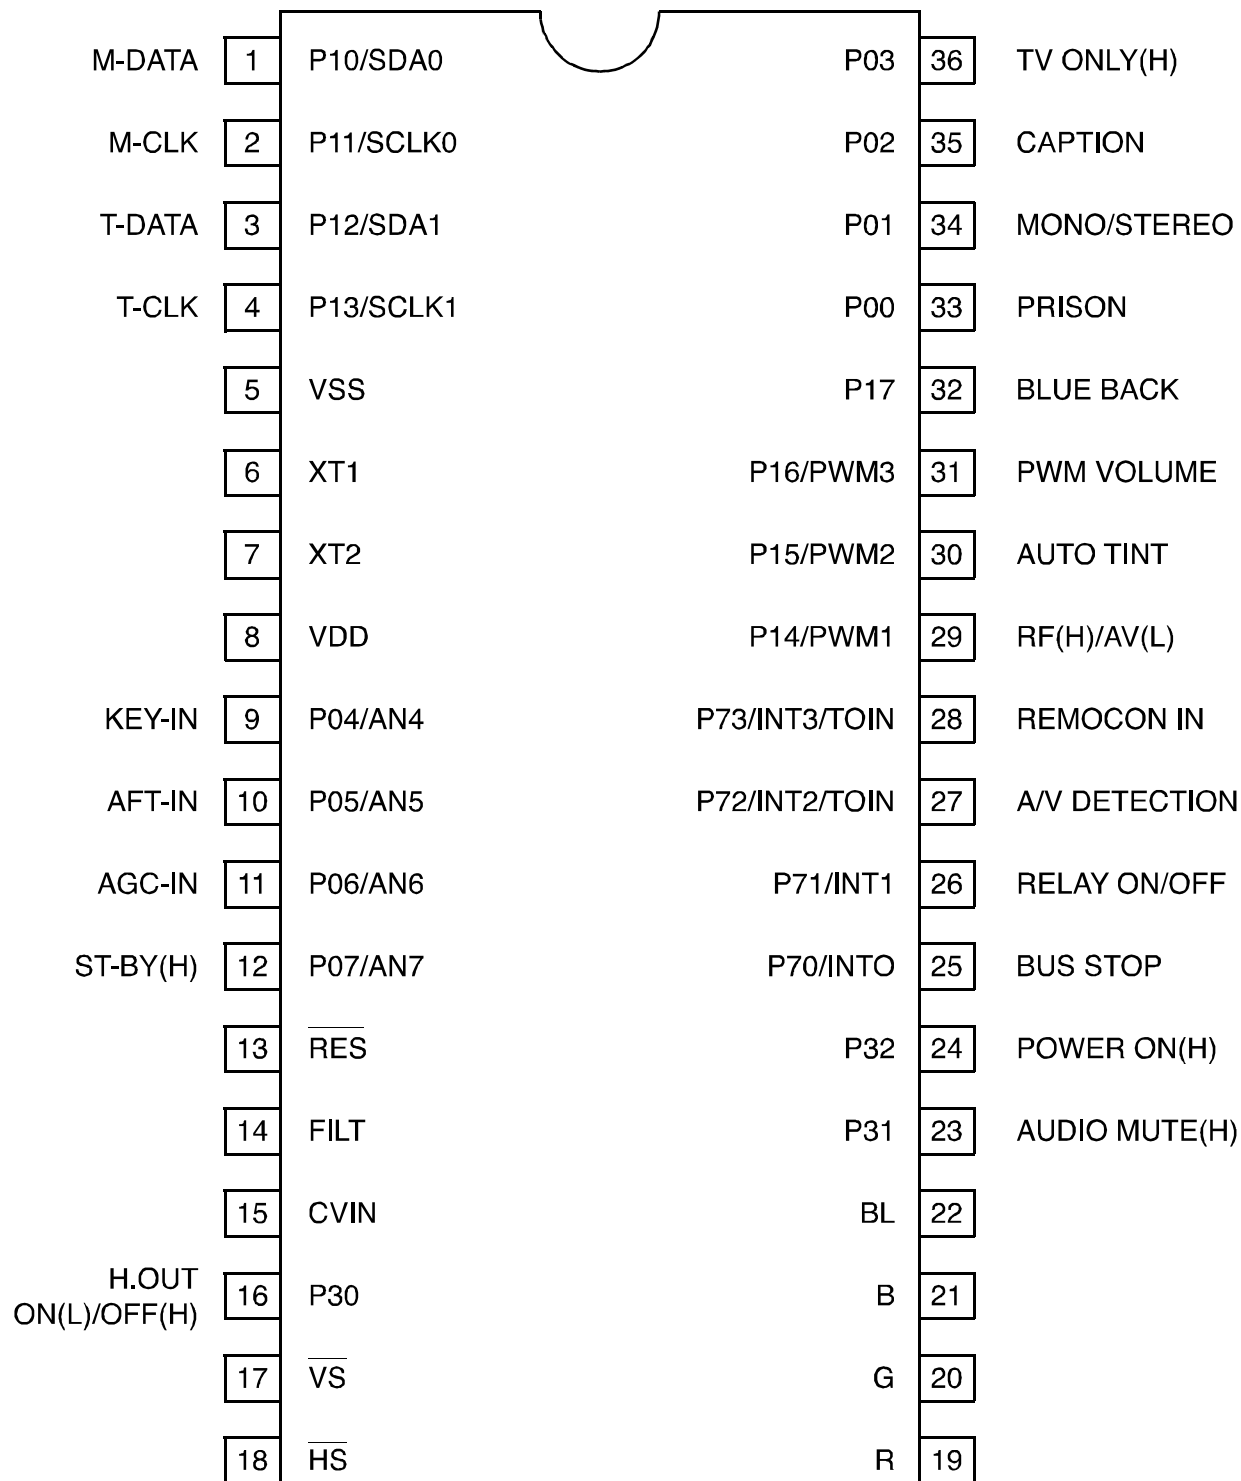 M-DATA 1 P10/SDA0 P03 36 TV ONLY(H)
M-CLK 2 P11/SCLK0 P02 35 CAPTION
T-DATA 3 P12/SDA1 P01 34 MONO/STEREO
T-CLK 4 P13/SCLK1 P00 33 PRISON
5 VSS P17 32 BLUE BACK
6 XT1 P16/PWM3 31 PWM VOLUME
7 XT2 P15/PWM2 30 AUTO TINT
8 VDD P14/PWM1 29 RF(H)/AV(L)
KEY-IN 9 P04/AN4 P73/INT3/TOIN 28 REMOCON IN
AFT-IN 10 P05/AN5 P72/INT2/TOIN 27 A/V DETECTION
AGC-IN 11 P06/AN6 P71/INT1 26 RELAY ON/OFF
ST-BY(H) 12 P07/AN7 P70/INTO 25 BUS STOP
13 RES P32 24 POWER ON(H)
14 FILT P31 23 AUDIO MUTE(H)
15 CVIN BL 22
H.OUT
ON(L)/OFF(H) 16 P30 B 21
17 VS G 20
18 HS R 19